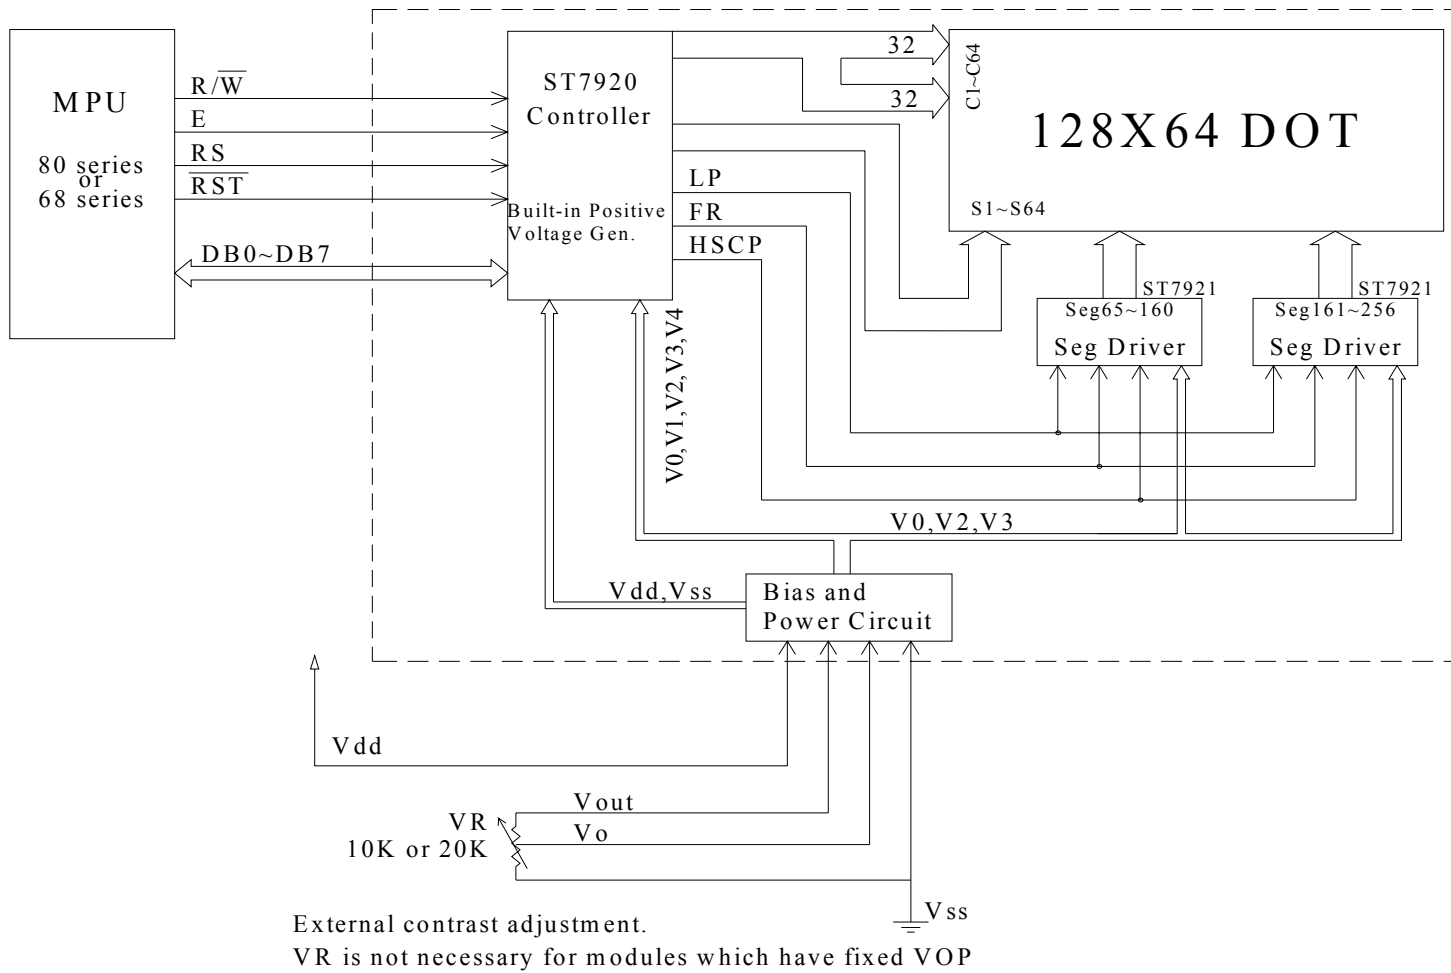 MPU
80 series
or
68 series
R/W̅
E
RS
R̅S̅T̅
DB0~DB7
ST7920
Controller
Built-in Positive
Voltage Gen.
LP
FR
HSCP
32
32
C1~C64
128X64 DOT
S1~S64
ST7921
Seg65~160
Seg Driver
ST7921
Seg161~256
Seg Driver
V0,V1,V2,V3,V4
V0,V2,V3
Vdd,Vss
Bias and
Power Circuit
Vdd
Vout
VR
Vo
10K or 20K
Vss
External contrast adjustment.
VR is not necessary for modules which have fixed VOP